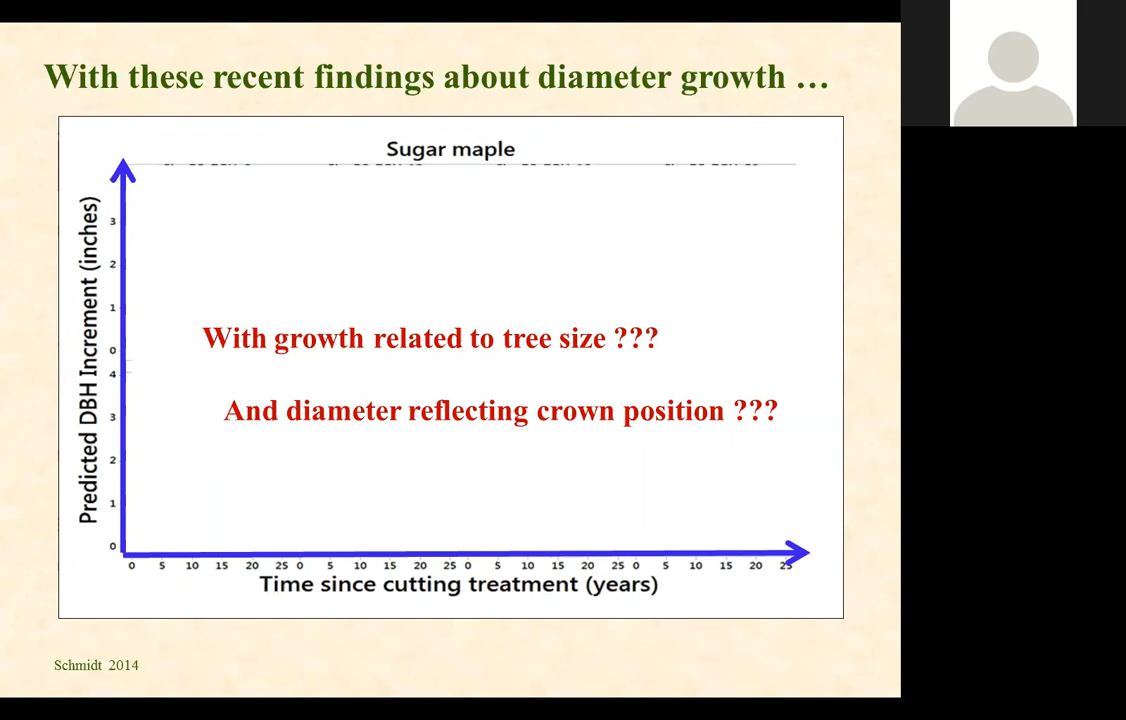 With these recent findings about diameter growth …
Sugar maple
Predicted DBH Increment (inches)
3
2
1
0
4
3
2
1
0
With growth related to tree size ???
And diameter reflecting crown position ???
0 5 10 15 20 25 0 5 10 15 20 25 0 5 10 15 20 25 0 5 10 15 20 25
Time since cutting treatment (years)
Schmidt 2014